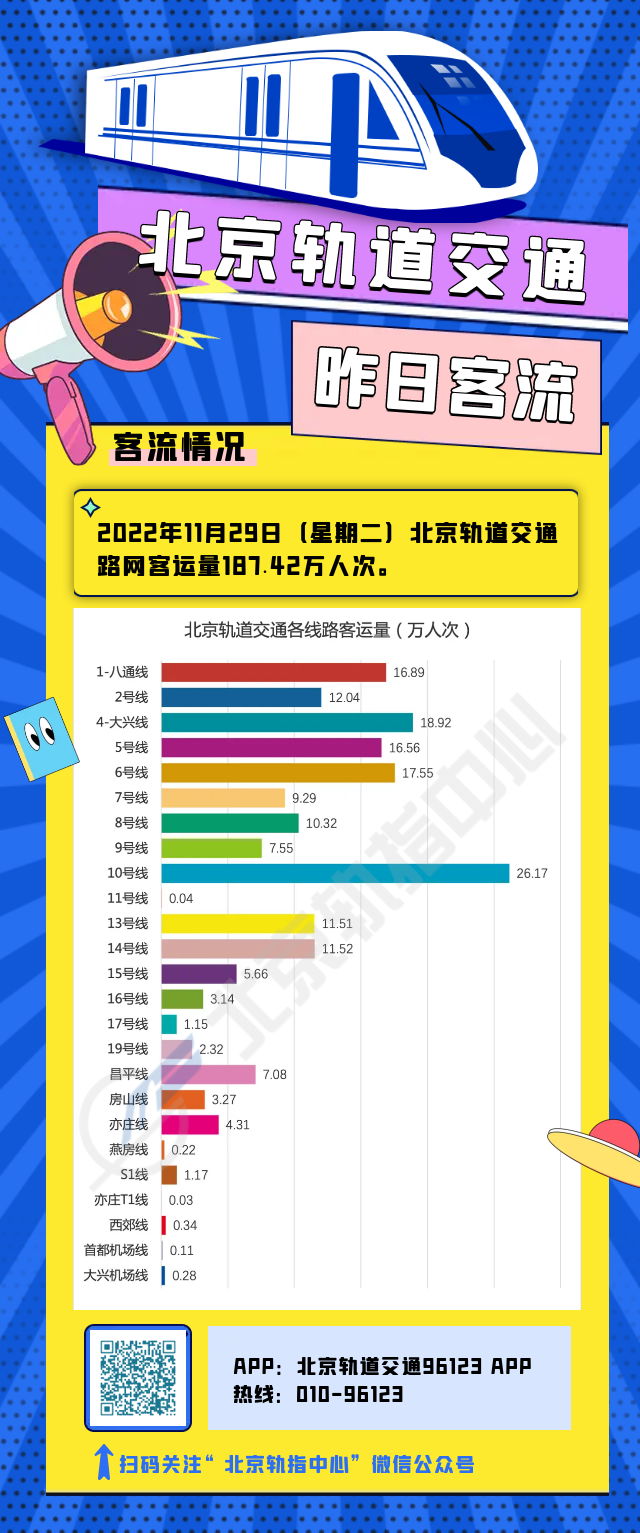 北京轨道交通
昨日客流
客流情况
2022年11月29日（星期二）北京轨道交通
路网客运量187.42万人次。
北京轨道交通各线路客运量（万人次）
1-八通线 16.89
2号线 12.04
4-大兴线 18.92
5号线 16.56
6号线 17.55
7号线 9.29
8号线 10.32
9号线 7.55
10号线 26.17
11号线 0.04
13号线 11.51
14号线 11.52
15号线 5.66
16号线 3.14
17号线 1.15
19号线 2.32
昌平线 7.08
房山线 3.27
亦庄线 4.31
燕房线 0.22
S1线 1.17
亦庄T1线 0.03
西郊线 0.34
首都机场线 0.11
大兴机场线 0.28
北京轨指中心
APP：北京轨道交通96123 APP
热线：010-96123
扫码关注“北京轨指中心”微信公众号